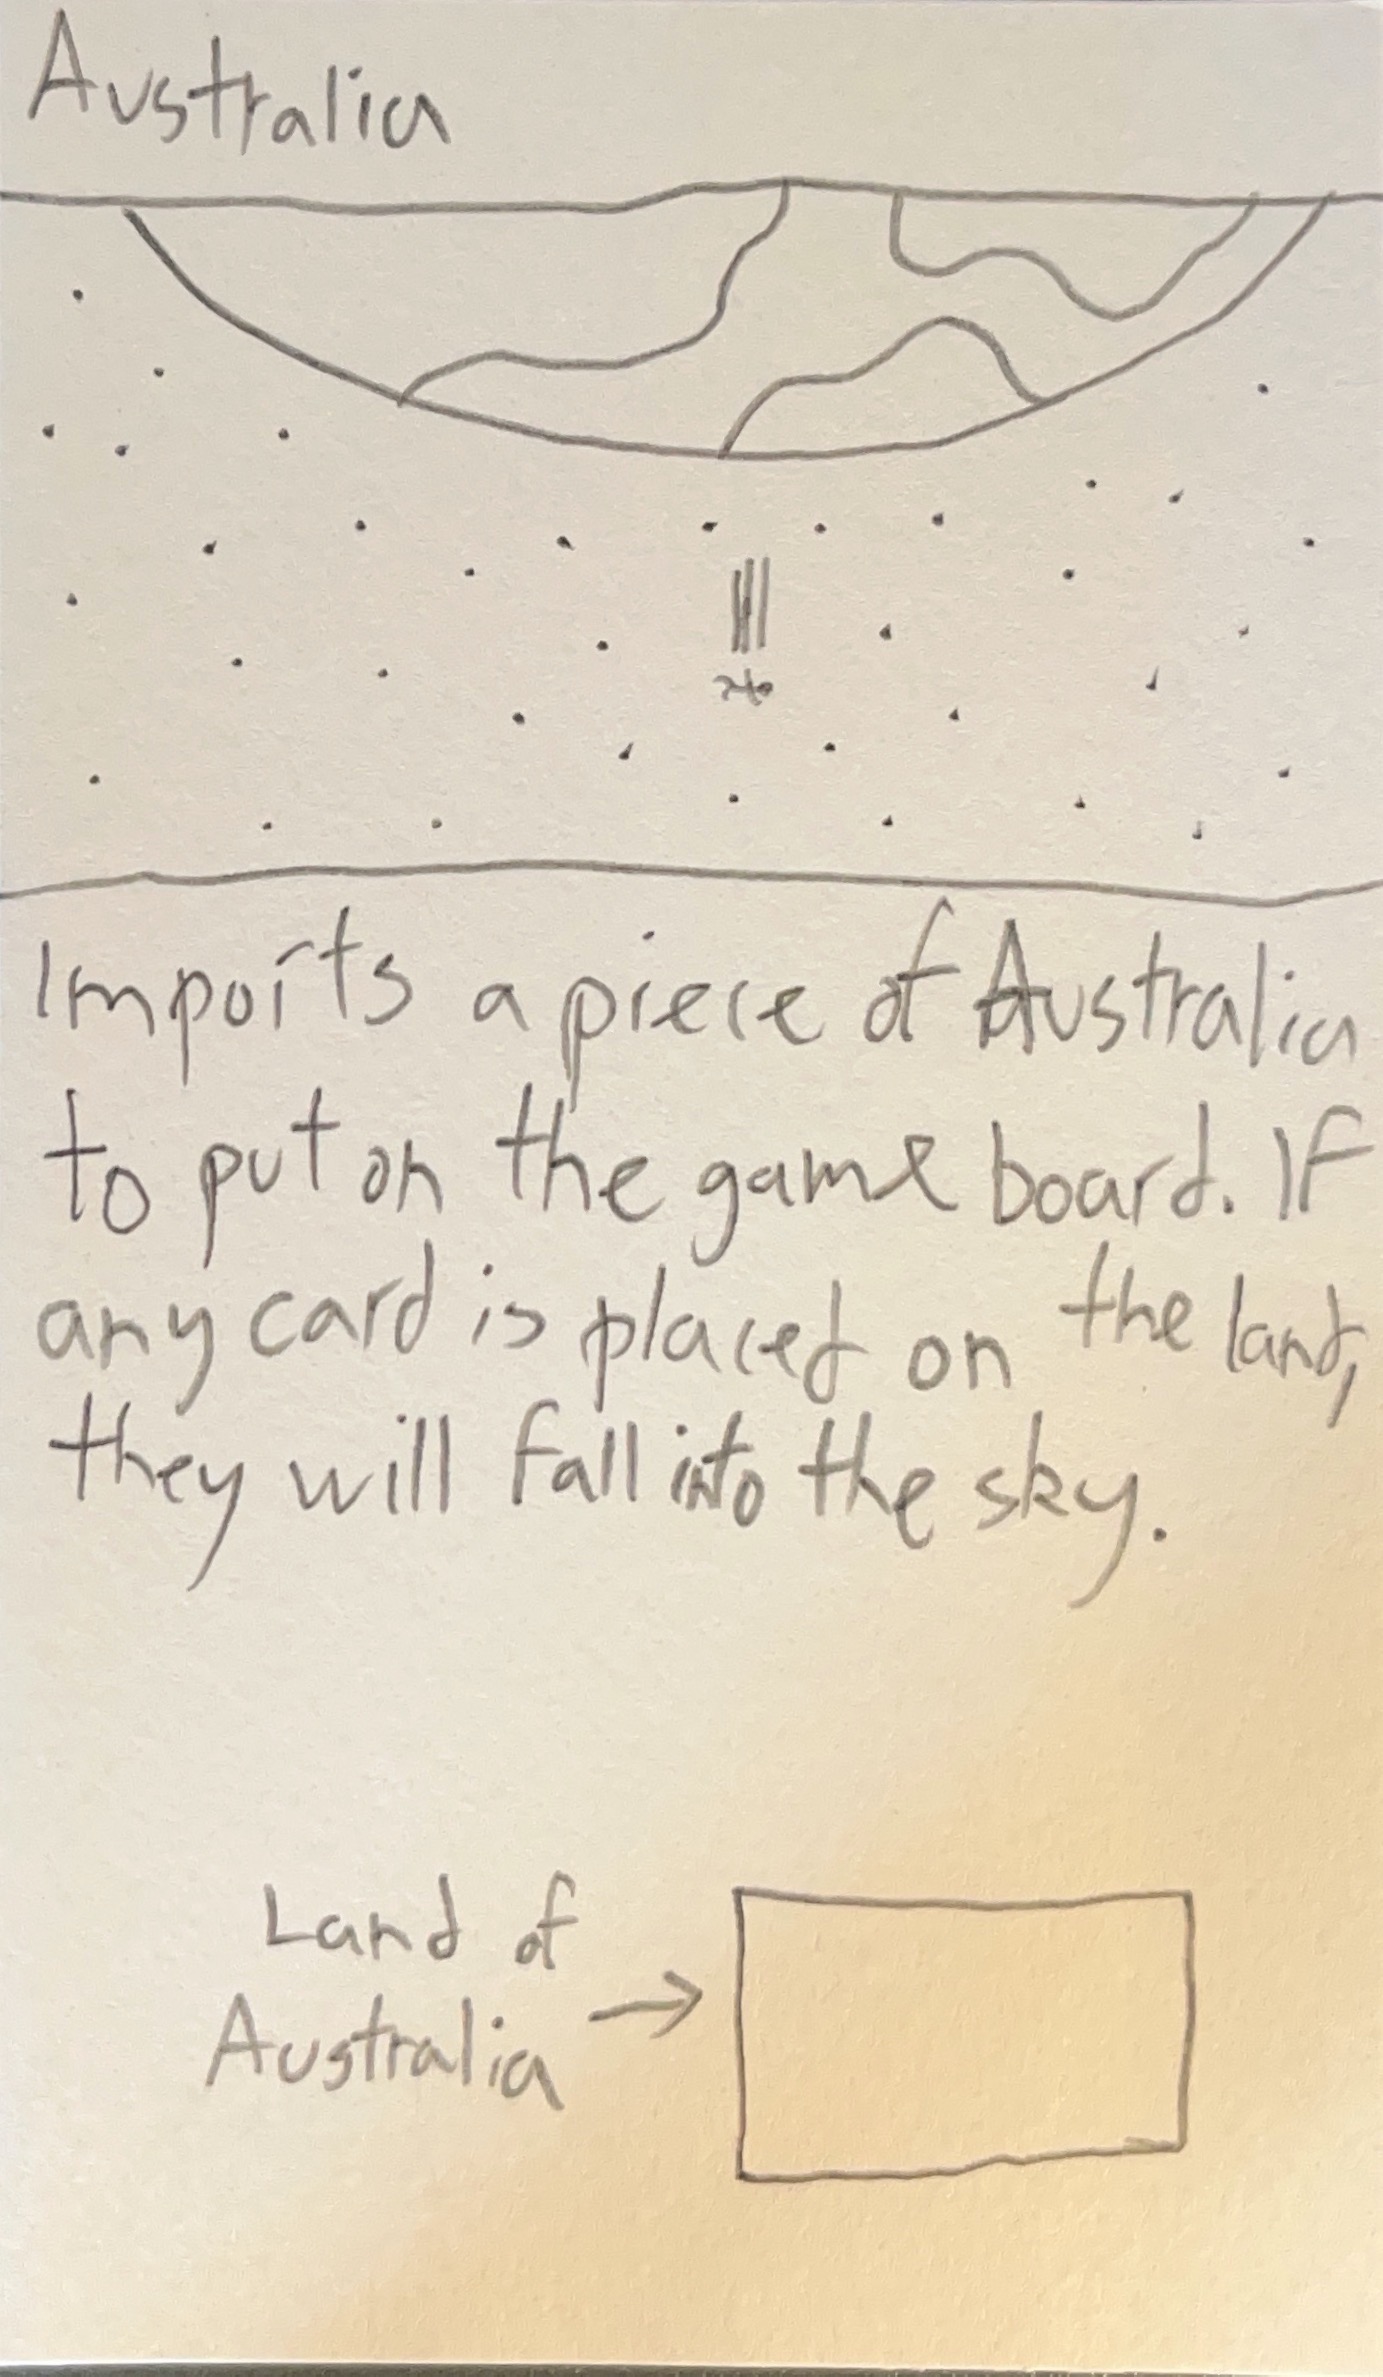 Australia
Imports a piece of Australia
to put on the game board. If
any card is placed on the land,
they will fall into the sky.
Land of
Australia →